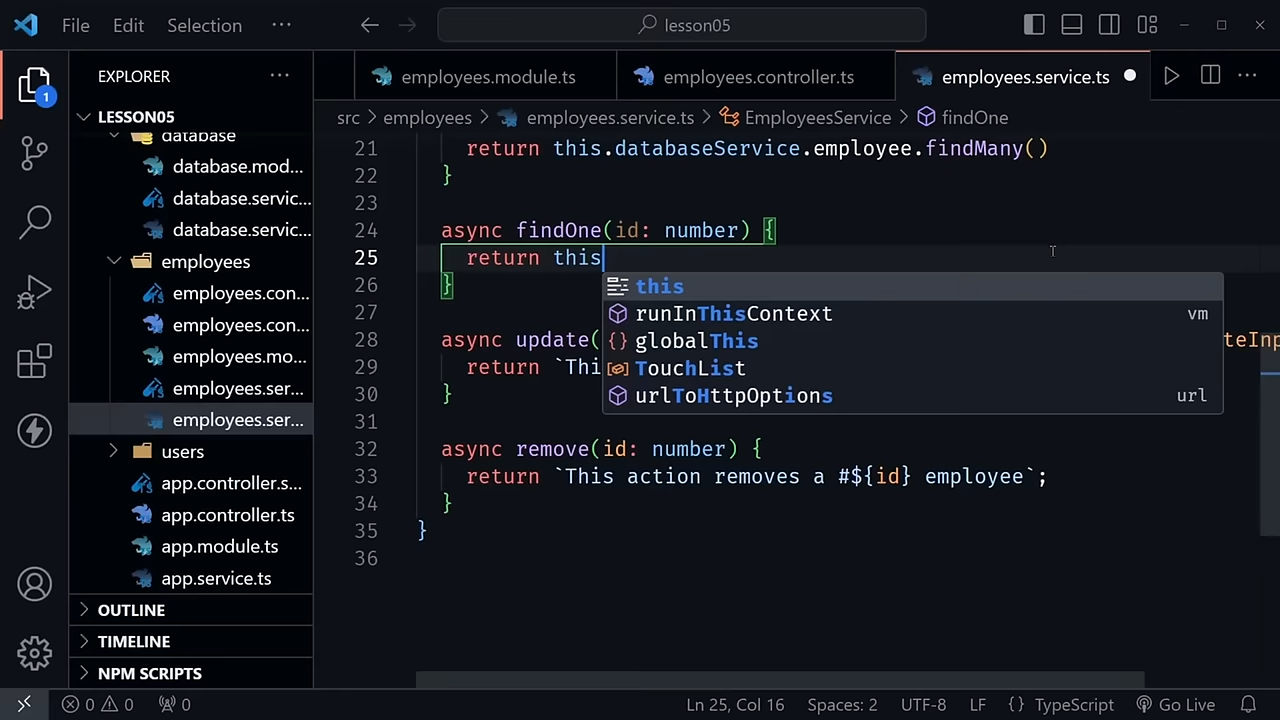 File Edit Selection ···
lesson05
EXPLORER ···
LESSON05
database
database.mod...
database.servic...
database.servic...
employees
employees.con...
employees.con...
employees.mo...
employees.ser...
employees.ser...
users
app.controller.s...
app.controller.ts
app.module.ts
app.service.ts
OUTLINE
TIMELINE
NPM SCRIPTS
1
employees.module.ts employees.controller.ts employees.service.ts ···
src > employees > employees.service.ts > EmployeesService > findOne
21 return this.databaseService.employee.findMany()
22 }
23
24 async findOne(id: number) {
25 return this
26 }
27
28 async update( teInp
29 return `Thi
30 }
31
32 async remove(id: number) {
33 return `This action removes a #${id} employee`;
34 }
35 }
36
this
runInThisContext vm
globalThis
TouchList
urlToHttpOptions url
0 0 0 Ln 25, Col 16 Spaces: 2 UTF-8 LF {} TypeScript Go Live